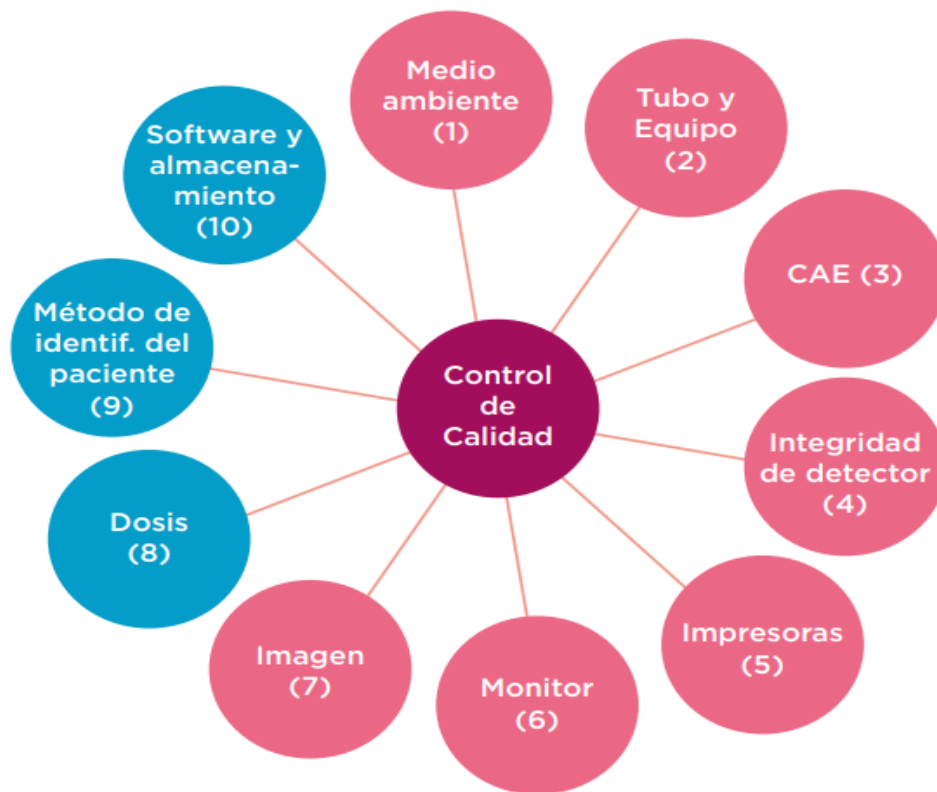 Medio
ambiente
(1)
Tubo y
Equipo
(2)
CAE (3)
Integridad
de detector
(4)
Impresoras
(5)
Monitor
(6)
Imagen
(7)
Dosis
(8)
Método de
identif. del
paciente
(9)
Software y
almacena-
miento
(10)
Control
de
Calidad